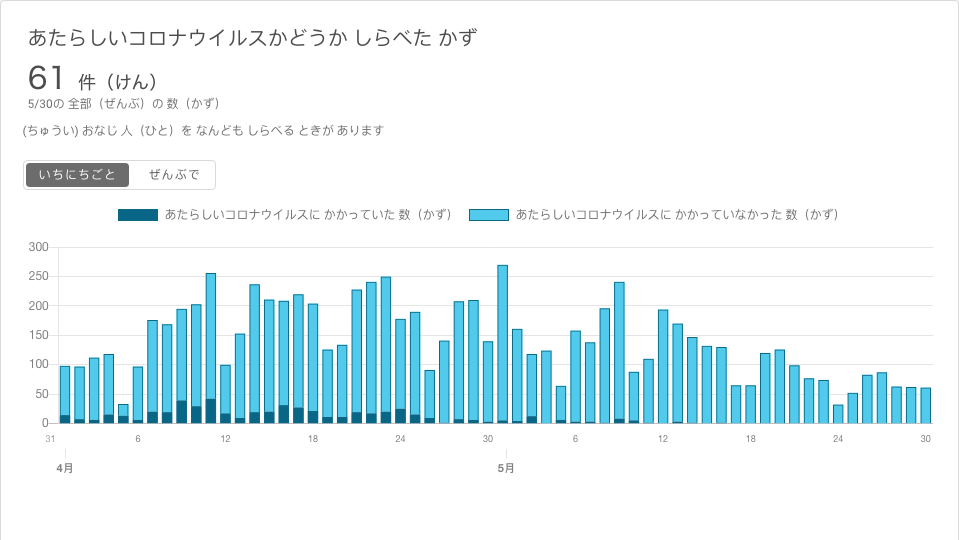 あたらしいコロナウイルスかどうか しらべた かず
61 件（けん）
5/30の 全部（ぜんぶ）の 数（かず）
(ちゅうい) おなじ 人（ひと）を なんども しらべる ときが あります
いちにちごと ぜんぶで
あたらしいコロナウイルスに かかっていた 数（かず） あたらしいコロナウイルスに かかっていなかった 数（かず）
300
250
200
150
100
50
0
31 6 12 18 24 30 6 12 18 24 30
4月 5月